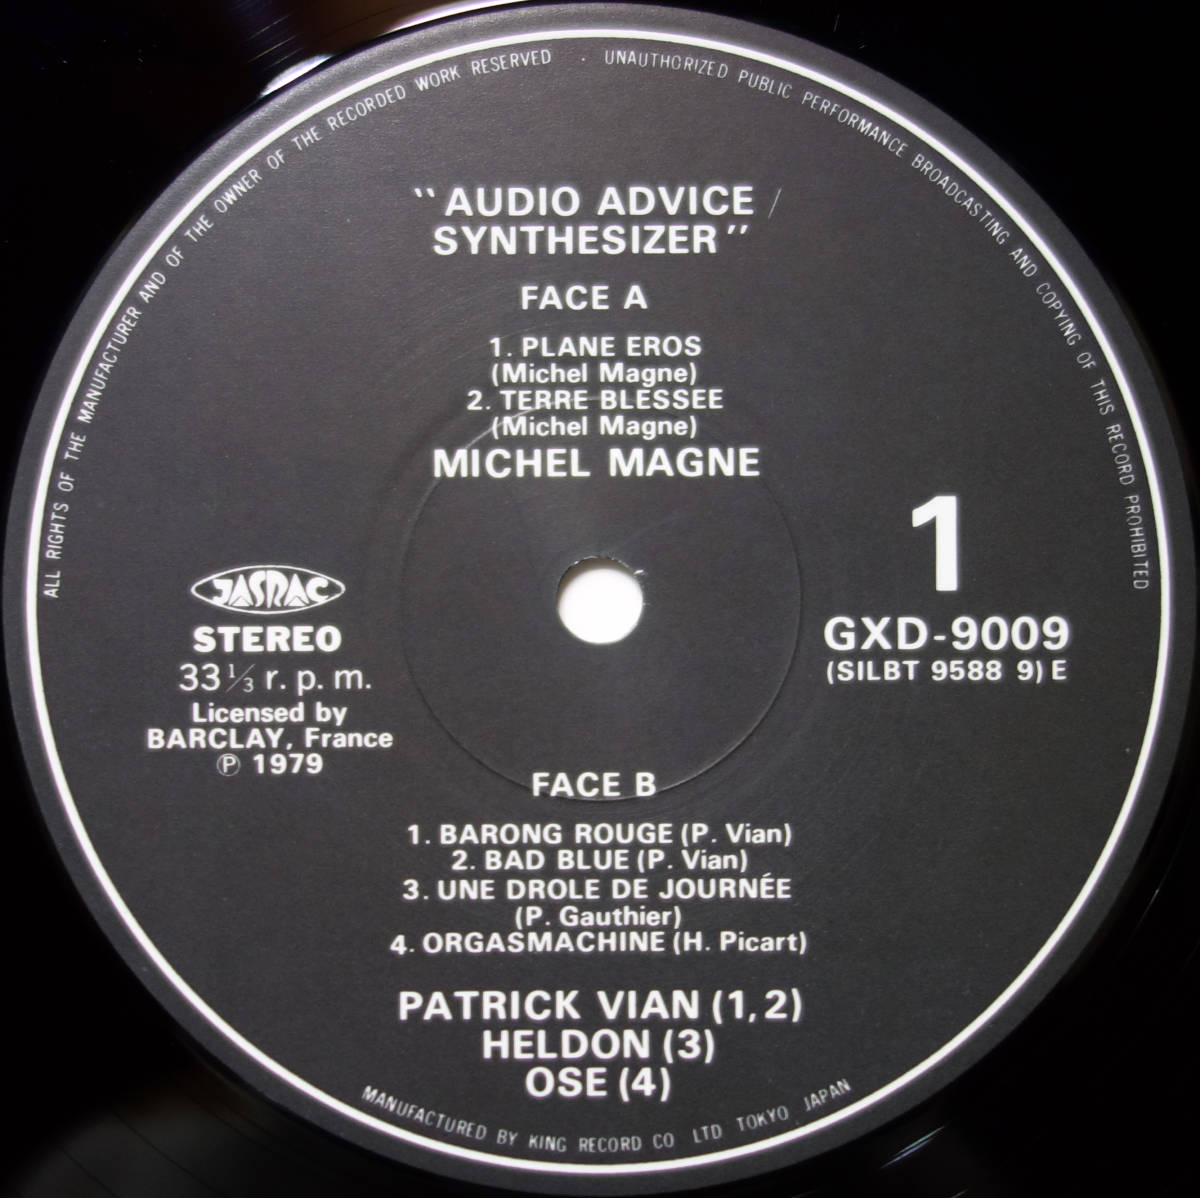 ALL RIGHTS OF THE MANUFACTURER AND OF THE OWNER OF THE RECORDED WORK RESERVED · UNAUTHORIZED PUBLIC PERFORMANCE BROADCASTING AND COPYING OF THIS RECORD PROHIBITED
"AUDIO ADVICE/
SYNTHESIZER"
FACE A
1. PLANE EROS
(Michel Magne)
2. TERRE BLESSEE
(Michel Magne)
MICHEL MAGNE
1
GXD-9009
(SILBT 9588 9) E
JASRAC
STEREO
33⅓ r. p. m.
Licensed by
BARCLAY, France
Ⓟ 1979
FACE B
1. BARONG ROUGE (P. Vian)
2. BAD BLUE (P. Vian)
3. UNE DROLE DE JOURNÉE
(P. Gauthier)
4. ORGASMACHINE (H. Picart)
PATRICK VIAN (1, 2)
HELDON (3)
OSE (4)
MANUFACTURED BY KING RECORD CO LTD TOKYO JAPAN